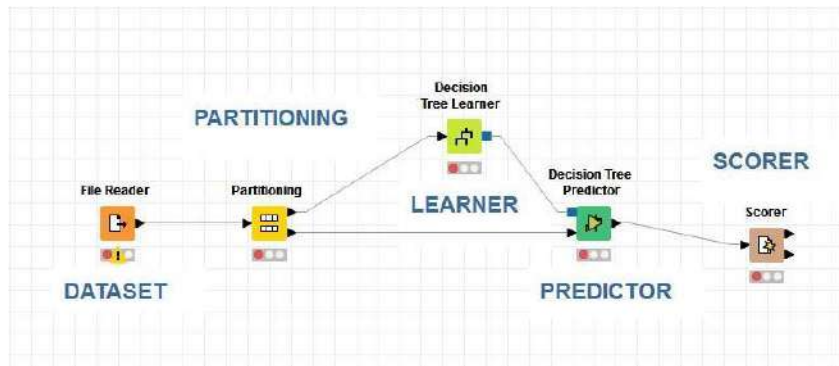 Decision
Tree Learner
PARTITIONING
SCORER
Decision Tree
Predictor
File Reader
Partitioning
LEARNER
Scorer
!
DATASET
PREDICTOR